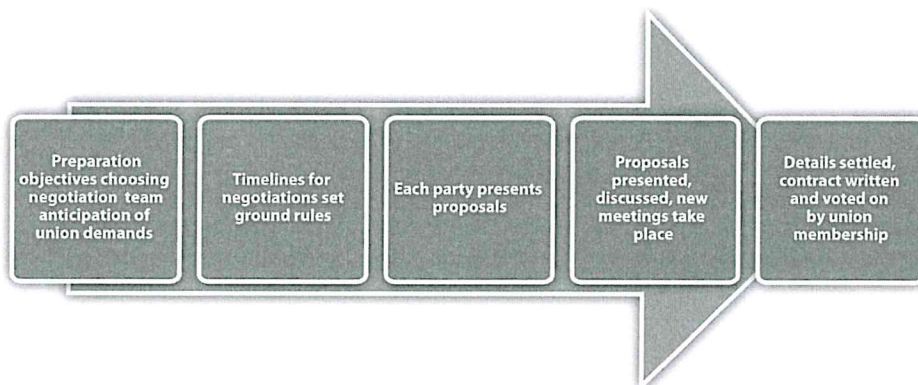 Preparation
objectives choosing
negotiation team
anticipation of
union demands
Timelines for
negotiations set
ground rules
Each party presents
proposals
Proposals
presented,
discussed, new
meetings take
place
Details settled,
contract written
and voted on
by union
membership